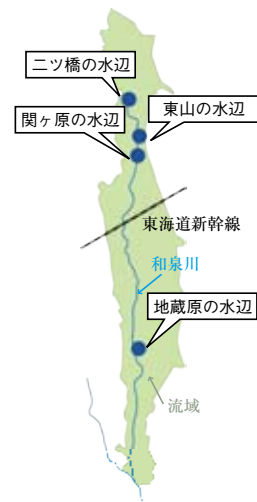 二ツ橋の水辺
東山の水辺
関ヶ原の水辺
東海道新幹線
和泉川
地蔵原の水辺
流域